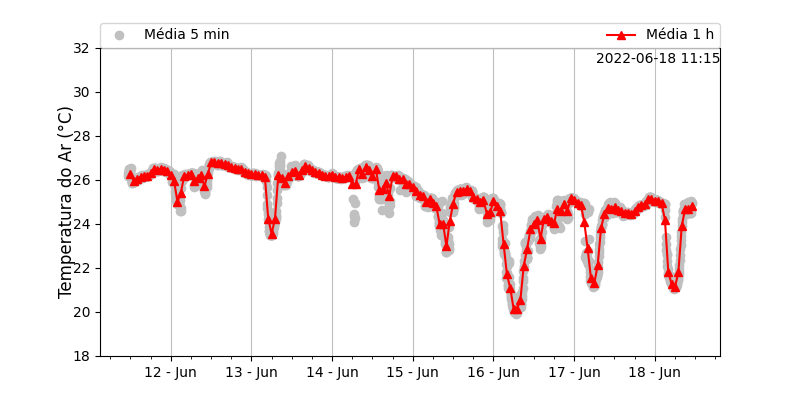 Média 5 min
Média 1 h
2022-06-18 11:15
Temperatura do Ar (°C)
32
30
28
26
24
22
20
18
12 - Jun
13 - Jun
14 - Jun
15 - Jun
16 - Jun
17 - Jun
18 - Jun